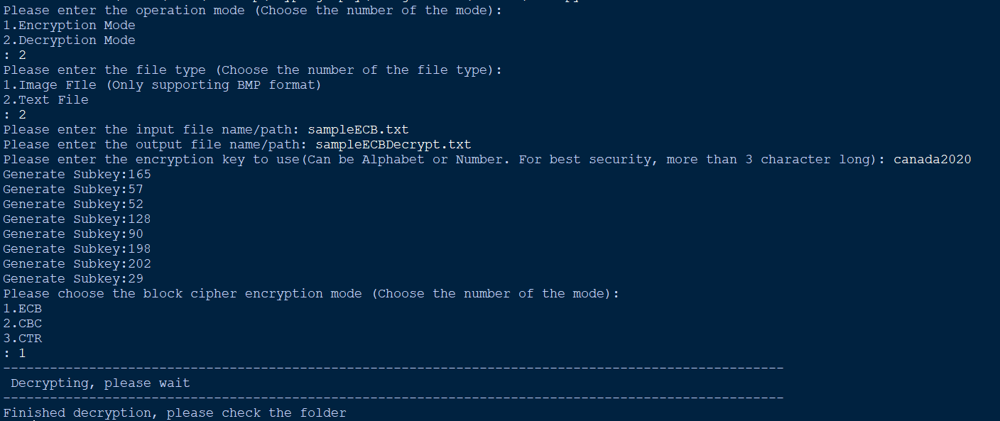 Please enter the operation mode (Choose the number of the mode):
1.Encryption Mode
2.Decryption Mode
: 2
Please enter the file type (Choose the number of the file type):
1.Image FIle (Only supporting BMP format)
2.Text File
: 2
Please enter the input file name/path: sampleECB.txt
Please enter the output file name/path: sampleECBDecrypt.txt
Please enter the encryption key to use(Can be Alphabet or Number. For best security, more than 3 character long): canada2020
Generate Subkey:165
Generate Subkey:57
Generate Subkey:52
Generate Subkey:128
Generate Subkey:90
Generate Subkey:198
Generate Subkey:202
Generate Subkey:29
Please choose the block cipher encryption mode (Choose the number of the mode):
1.ECB
2.CBC
3.CTR
: 1
----------------------------------------------------------------------------------------------------
Decrypting, please wait
----------------------------------------------------------------------------------------------------
Finished decryption, please check the folder